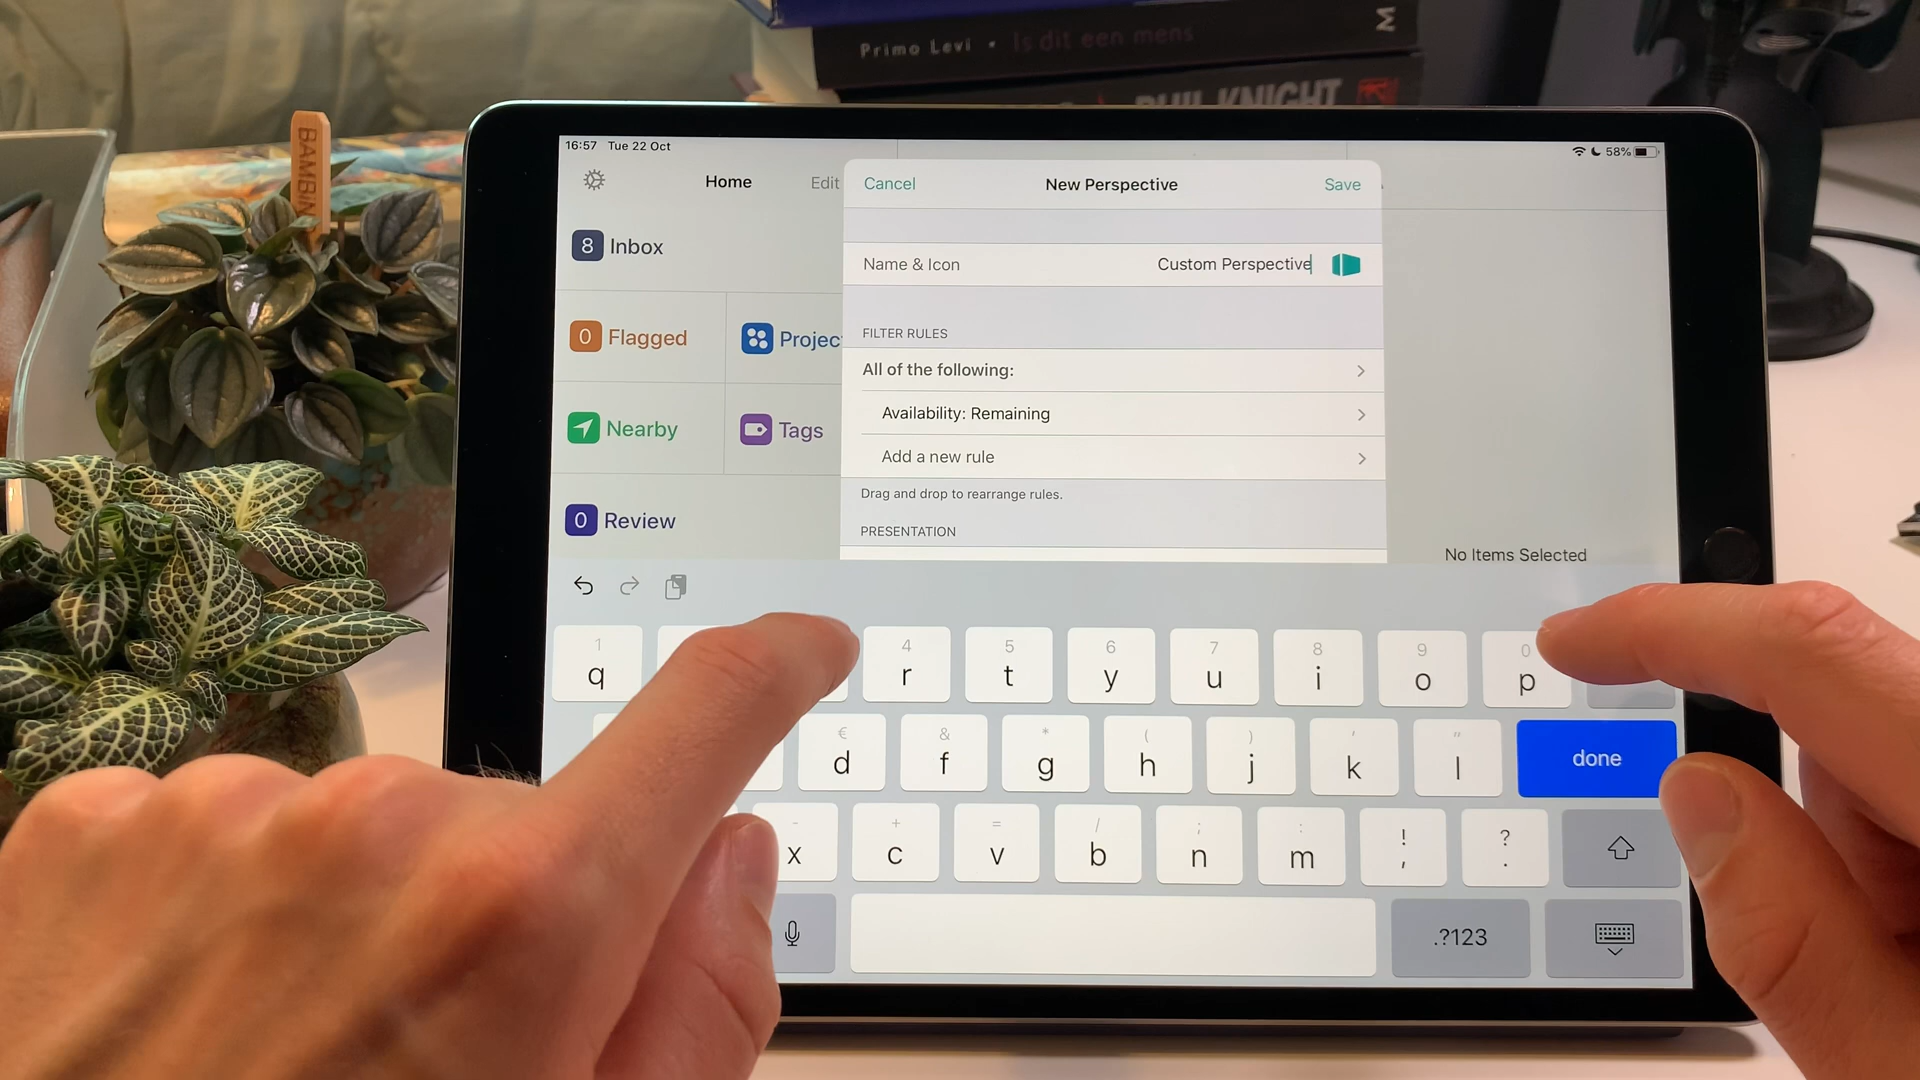 M
Primo Levi • Is dit een mens
PHIL KNIGHT
BAMBIN
16:57 Tue 22 Oct
58%
Home
Edit
Cancel
New Perspective
Save
8 Inbox
Name & Icon
Custom Perspective
0 Flagged
Projec
FILTER RULES
All of the following:
Availability: Remaining
Nearby
Tags
Add a new rule
Drag and drop to rearrange rules.
0 Review
PRESENTATION
No Items Selected
1 4 5 6 7 8 9 0
q r t y u i o p
€ & * ( ) ' "
d f g h j k l done
- + = / ; : ! ?
x c v b n m , .
.?123